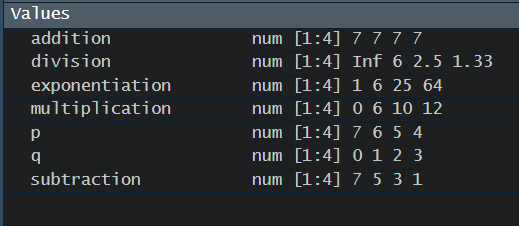 Values
addition num [1:4] 7 7 7 7
division num [1:4] Inf 6 2.5 1.33
exponentiation num [1:4] 1 6 25 64
multiplication num [1:4] 0 6 10 12
p num [1:4] 7 6 5 4
q num [1:4] 0 1 2 3
subtraction num [1:4] 7 5 3 1